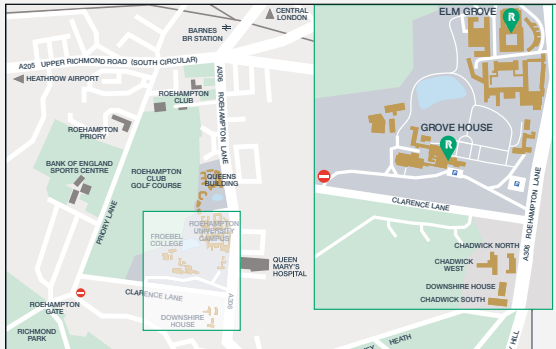 CENTRAL
LONDON
BARNES
BR STATION
A205 UPPER RICHMOND ROAD (SOUTH CIRCULAR)
HEATHROW AIRPORT
A306 ROEHAMPTON LANE
ROEHAMPTON
CLUB
ROEHAMPTON
PRIORY
BANK OF ENGLAND
SPORTS CENTRE
ROEHAMPTON
CLUB
GOLF COURSE
QUEENS
BUILDING
PRIORY LANE
ROEHAMPTON
UNIVERSITY
CAMPUS
FROEBEL
COLLEGE
QUEEN
MARY'S
HOSPITAL
CLARENCE LANE
A306
DOWNSHIRE
HOUSE
ROEHAMPTON
GATE
RICHMOND
PARK
ELM GROVE
R
GROVE HOUSE
R
CLARENCE LANE
A306 ROEHAMPTON LANE
CHADWICK NORTH
CHADWICK
WEST
DOWNSHIRE HOUSE
CHADWICK SOUTH
HEATH
HILL